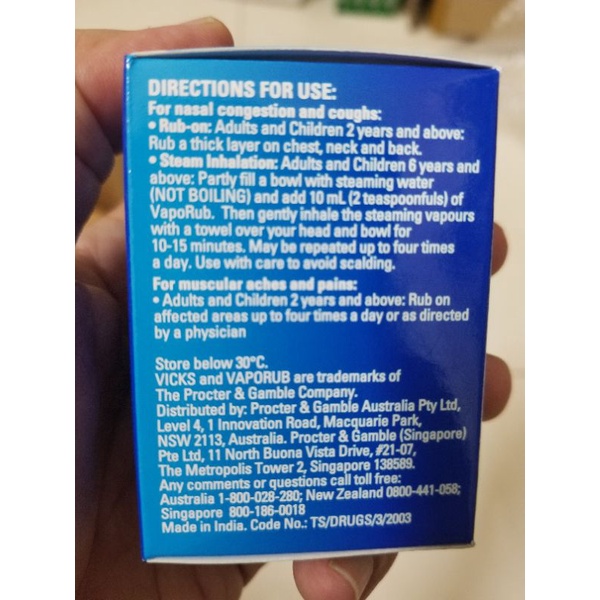 DIRECTIONS FOR USE:
For nasal congestion and coughs:
• Rub-on: Adults and Children 2 years and above:
Rub a thick layer on chest, neck and back.
• Steam Inhalation: Adults and Children 6 years and
above: Partly fill a bowl with steaming water
(NOT BOILING) and add 10 mL (2 teaspoonfuls) of
VapoRub. Then gently inhale the steaming vapours
with a towel over your head and bowl for
10-15 minutes. May be repeated up to four times
a day. Use with care to avoid scalding.
For muscular aches and pains:
• Adults and Children 2 years and above: Rub on
affected areas up to four times a day or as directed
by a physician
Store below 30°C.
VICKS and VAPORUB are trademarks of
The Procter & Gamble Company.
Distributed by: Procter & Gamble Australia Pty Ltd,
Level 4, 1 Innovation Road, Macquarie Park,
NSW 2113, Australia. Procter & Gamble (Singapore)
Pte Ltd, 11 North Buona Vista Drive, #21-07,
The Metropolis Tower 2, Singapore 138589.
Any comments or questions call toll free:
Australia 1-800-028-280; New Zealand 0800-441-058;
Singapore 800-186-0018
Made in India. Code No.: TS/DRUGS/3/2003